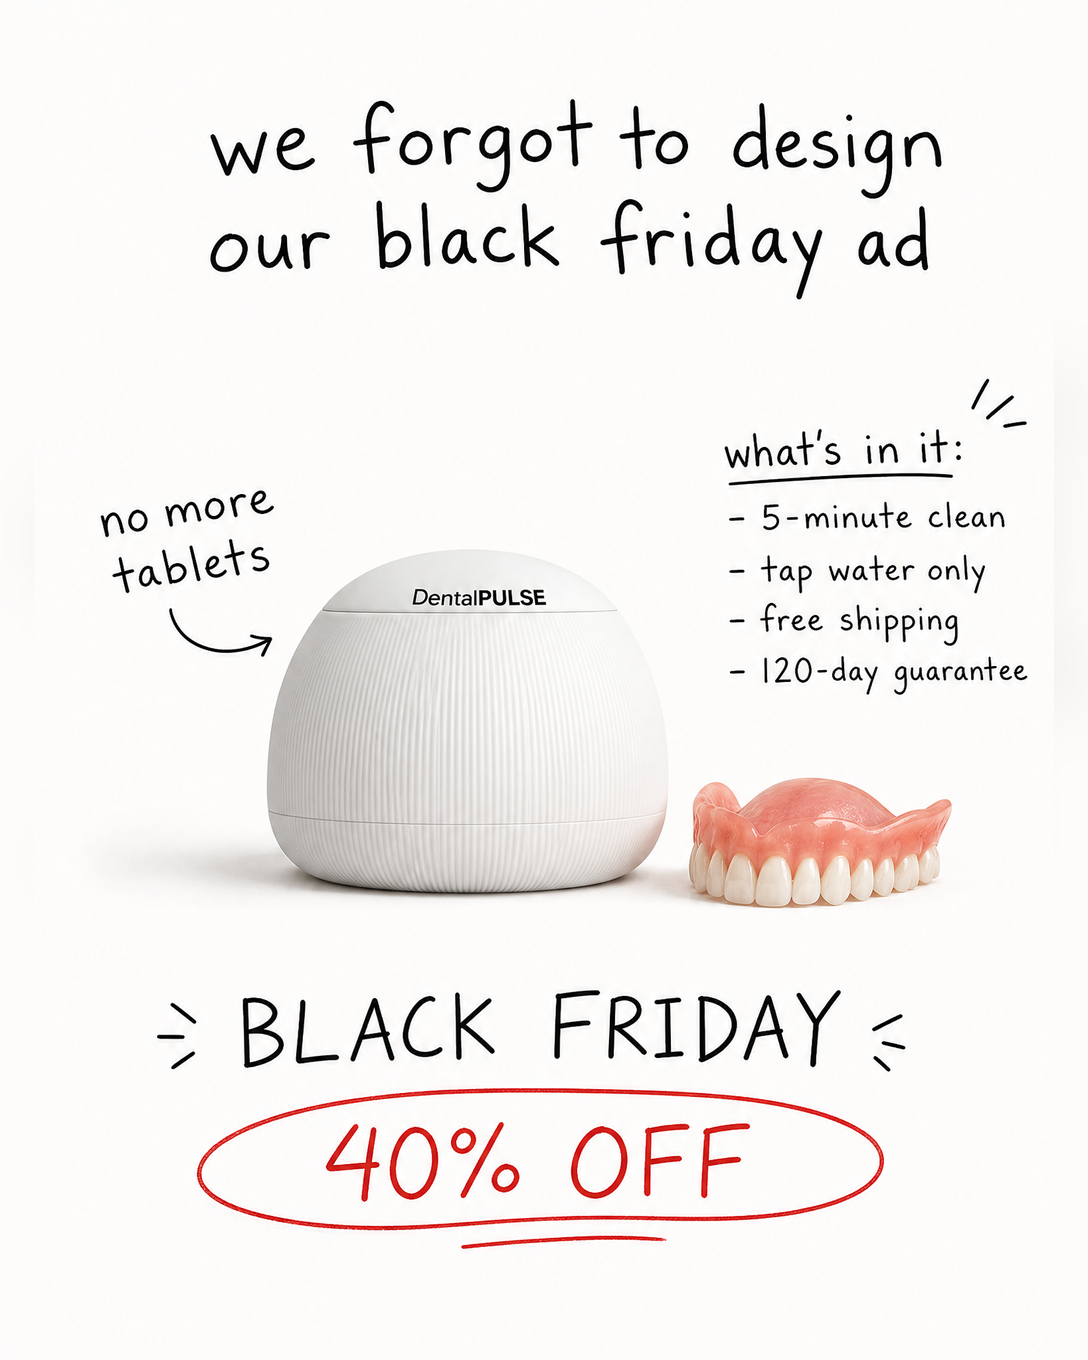 we forgot to design
our black friday ad
no more
tablets
what's in it:
- 5-minute clean
- tap water only
- free shipping
- 120-day guarantee
DentalPULSE
BLACK FRIDAY
40% OFF